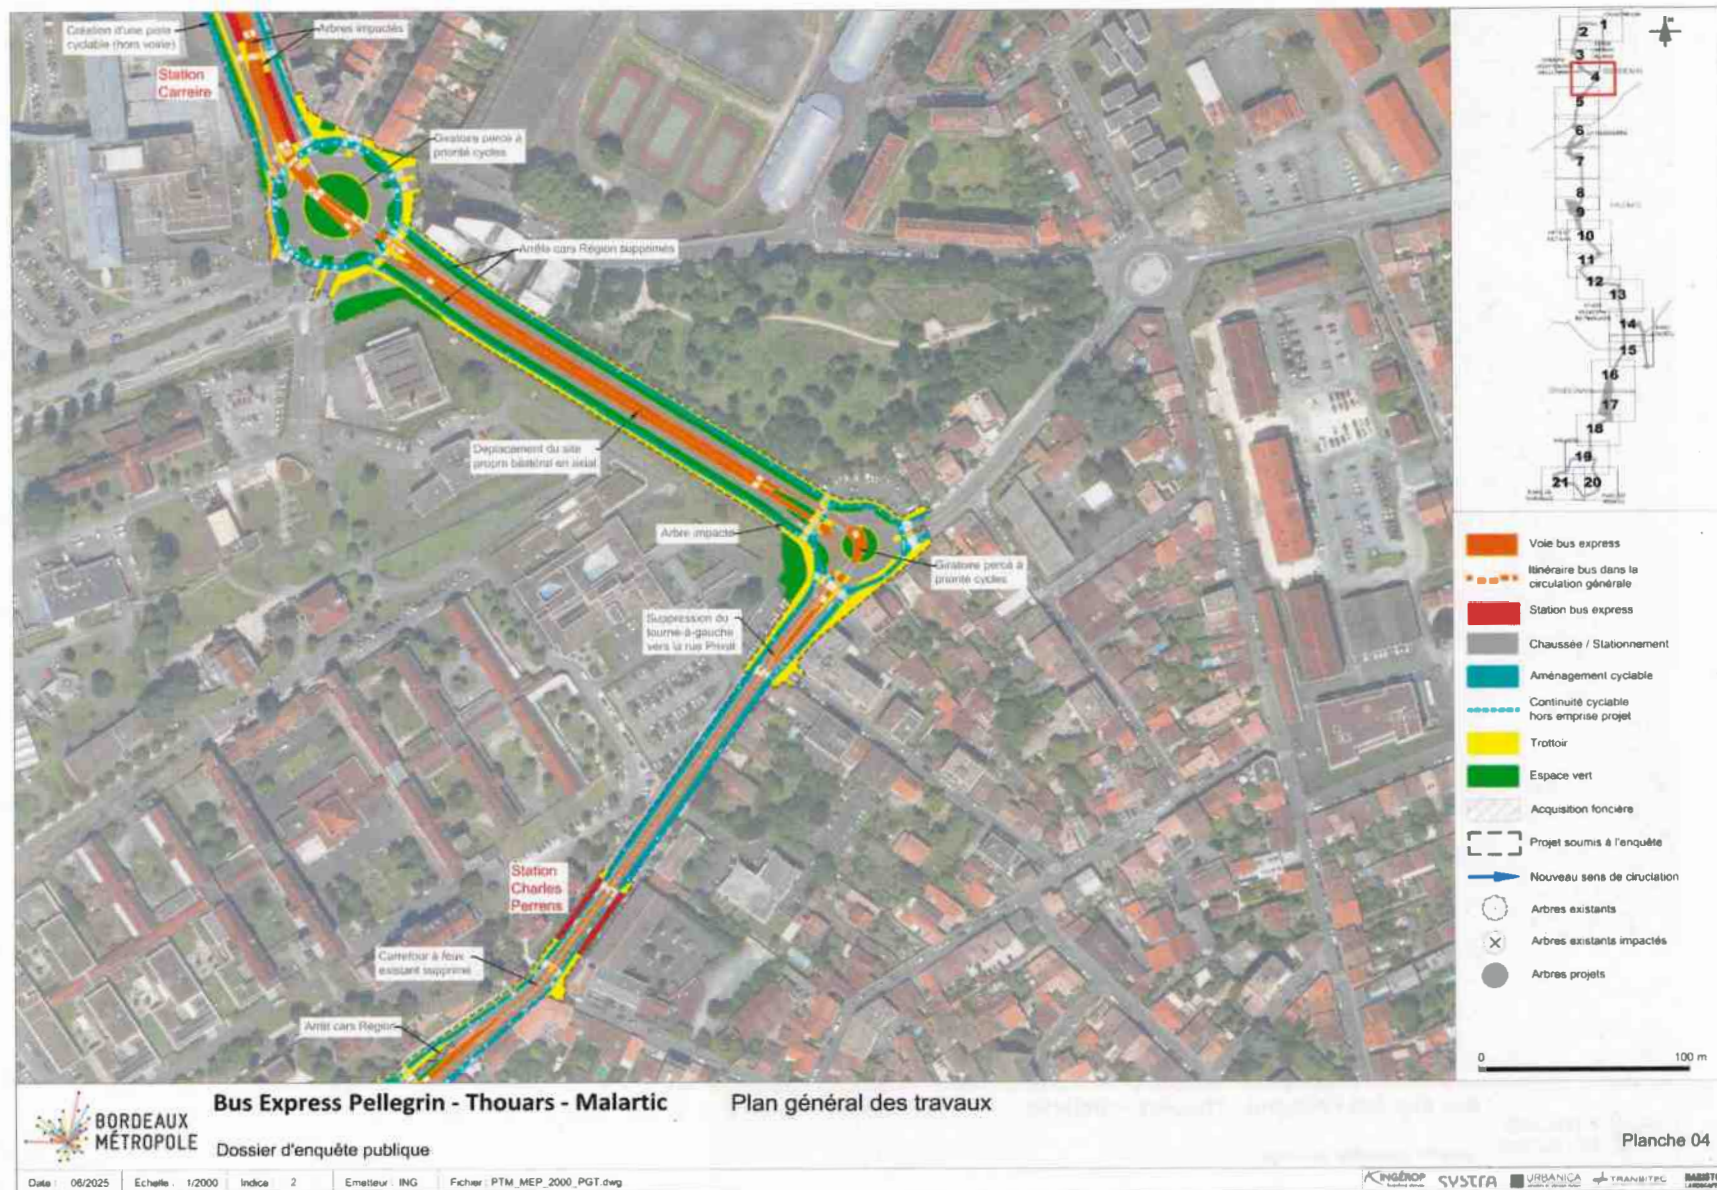 Création d'une piste
cyclable (hors voirie)
Arbres impactés
Station
Carreire
Giratoire percé à
priorité cycles
Arrêts cars Région supprimés
Déplacement du site
propre bilatéral en axial
Arbre impacté
Giratoire percé à
priorité cycles
Suppression du
tourne-à-gauche
vers la rue Privat
Station
Charles
Perrens
Carrefour à feux
existant supprimé
Arrêt cars Région
1
2
3
4
5
6
7
8
9
10
11
12
13
14
15
16
17
18
19
21 20
Voie bus express
Itinéraire bus dans la
circulation générale
Station bus express
Chaussée / Stationnement
Aménagement cyclable
Continuité cyclable
hors emprise projet
Trottoir
Espace vert
Acquisition foncière
Projet soumis à l'enquête
Nouveau sens de ciruclation
Arbres existants
Arbres existants impactés
Arbres projets
0 100 m
BORDEAUX
MÉTROPOLE
Bus Express Pellegrin - Thouars - Malartic
Plan général des travaux
Dossier d'enquête publique
Planche 04
Date : 06/2025 Echelle : 1/2000 Indice : 2 Emetteur : ING Fichier : PTM_MEP_2000_PGT.dwg
INGÉROP SYSTRA URBANICA TRANSITEC